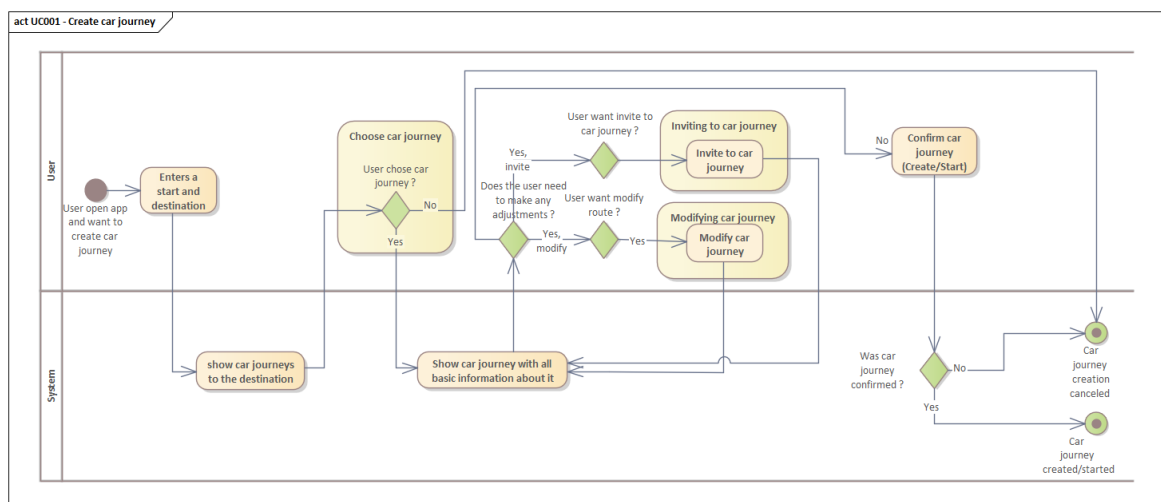 act UC001 - Create car journey
User
Enters a
start and
destination
User open app
and want to
create car
journey
Choose car journey
User chose car
journey ?
No
Yes
Yes,
invite
Does the user need
to make any
adjustments ?
Yes,
modify
User want invite to
car journey ?
Inviting to car journey
Invite to car
journey
User want modify
route ?
Yes
Modifying car journey
Modify car
journey
No
Confirm car
journey
(Create/Start)
System
show car journeys
to the destination
Show car journey with all
basic information about it
Was car
journey
confirmed ?
No
Yes
Car
journey
creation
canceled
Car
journey
created/started